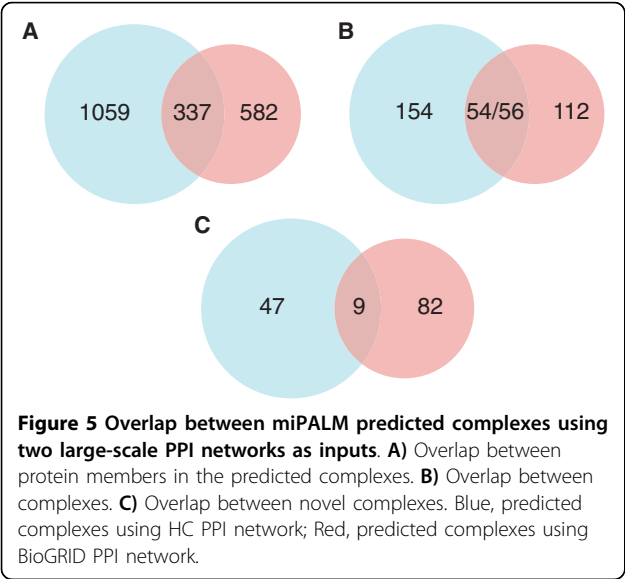 A
B
1059
337
582
154
54/56
112
C
47
9
82
Figure 5 Overlap between miPALM predicted complexes using
two large-scale PPI networks as inputs. A) Overlap between
protein members in the predicted complexes. B) Overlap between
complexes. C) Overlap between novel complexes. Blue, predicted
complexes using HC PPI network; Red, predicted complexes using
BioGRID PPI network.